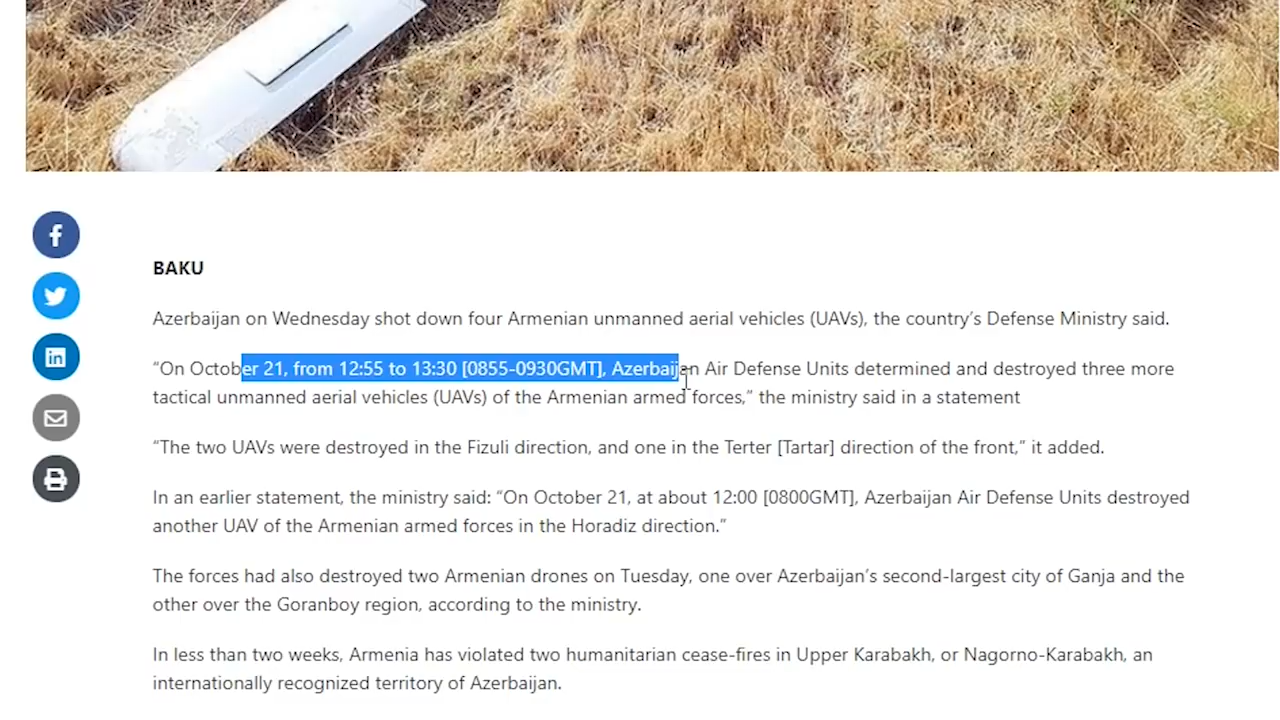 BAKU
Azerbaijan on Wednesday shot down four Armenian unmanned aerial vehicles (UAVs), the country’s Defense Ministry said.
“On October 21, from 12:55 to 13:30 [0855-0930GMT], Azerbaijan Air Defense Units determined and destroyed three more
tactical unmanned aerial vehicles (UAVs) of the Armenian armed forces,” the ministry said in a statement
“The two UAVs were destroyed in the Fizuli direction, and one in the Terter [Tartar] direction of the front,” it added.
In an earlier statement, the ministry said: “On October 21, at about 12:00 [0800GMT], Azerbaijan Air Defense Units destroyed
another UAV of the Armenian armed forces in the Horadiz direction.”
The forces had also destroyed two Armenian drones on Tuesday, one over Azerbaijan’s second-largest city of Ganja and the
other over the Goranboy region, according to the ministry.
In less than two weeks, Armenia has violated two humanitarian cease-fires in Upper Karabakh, or Nagorno-Karabakh, an
internationally recognized territory of Azerbaijan.